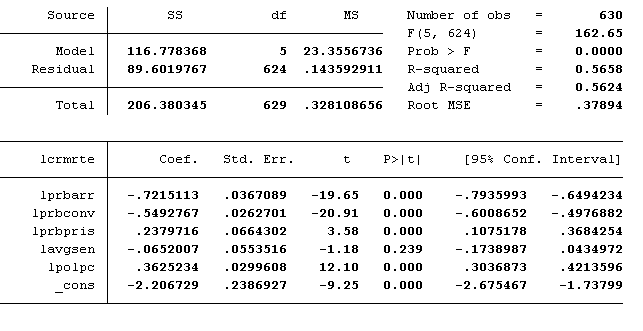 Source SS df MS Number of obs = 630
F(5, 624) = 162.65
Model 116.778368 5 23.3556736 Prob > F = 0.0000
Residual 89.6019767 624 .143592911 R-squared = 0.5658
Adj R-squared = 0.5624
Total 206.380345 629 .328108656 Root MSE = .37894
lcrmrte Coef. Std. Err. t P>|t| [95% Conf. Interval]
lprbarr -.7215113 .0367089 -19.65 0.000 -.7935993 -.6494234
lprbconv -.5492767 .0262701 -20.91 0.000 -.6008652 -.4976882
lprbpris .2379716 .0664302 3.58 0.000 .1075178 .3684254
lavgsen -.0652007 .0553516 -1.18 0.239 -.1738987 .0434972
lpolpc .3625234 .0299608 12.10 0.000 .3036873 .4213596
_cons -2.206729 .2386927 -9.25 0.000 -2.675467 -1.73799